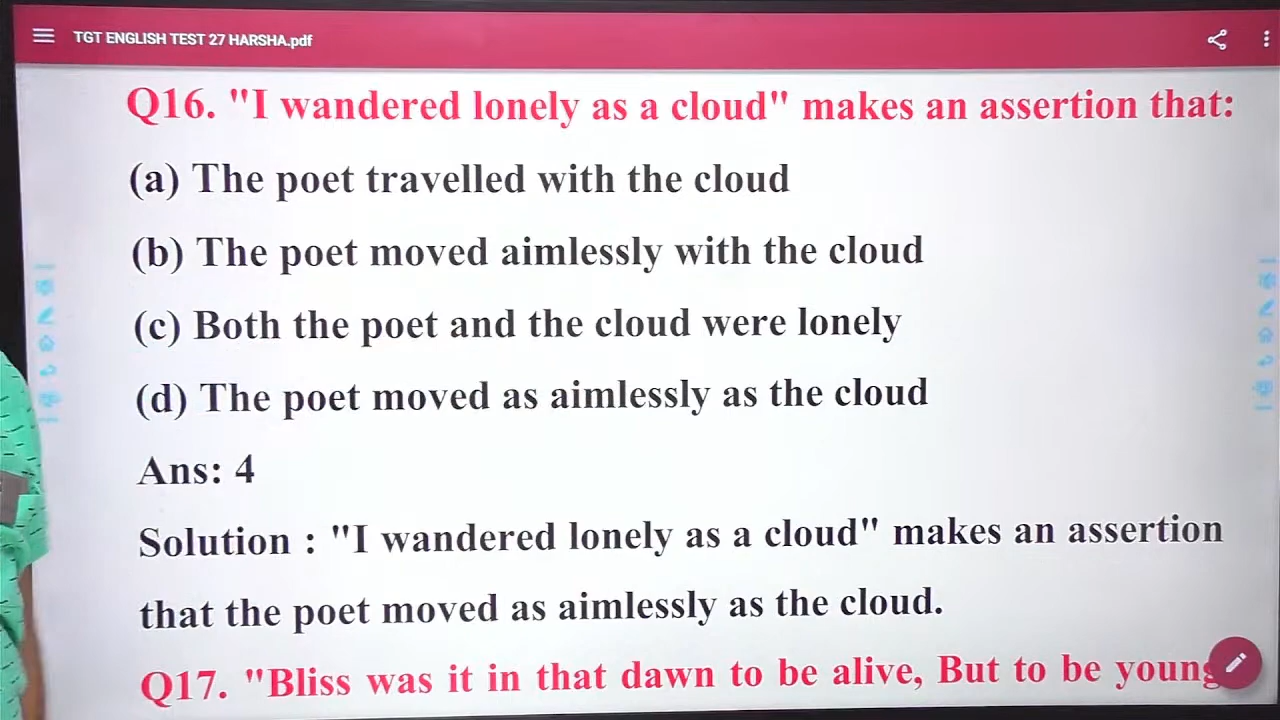 TGT ENGLISH TEST 27 HARSHA.pdf
Q16. "I wandered lonely as a cloud" makes an assertion that:
(a) The poet travelled with the cloud
(b) The poet moved aimlessly with the cloud
(c) Both the poet and the cloud were lonely
(d) The poet moved as aimlessly as the cloud
Ans: 4
Solution : "I wandered lonely as a cloud" makes an assertion
that the poet moved as aimlessly as the cloud.
Q17. "Bliss was it in that dawn to be alive, But to be young